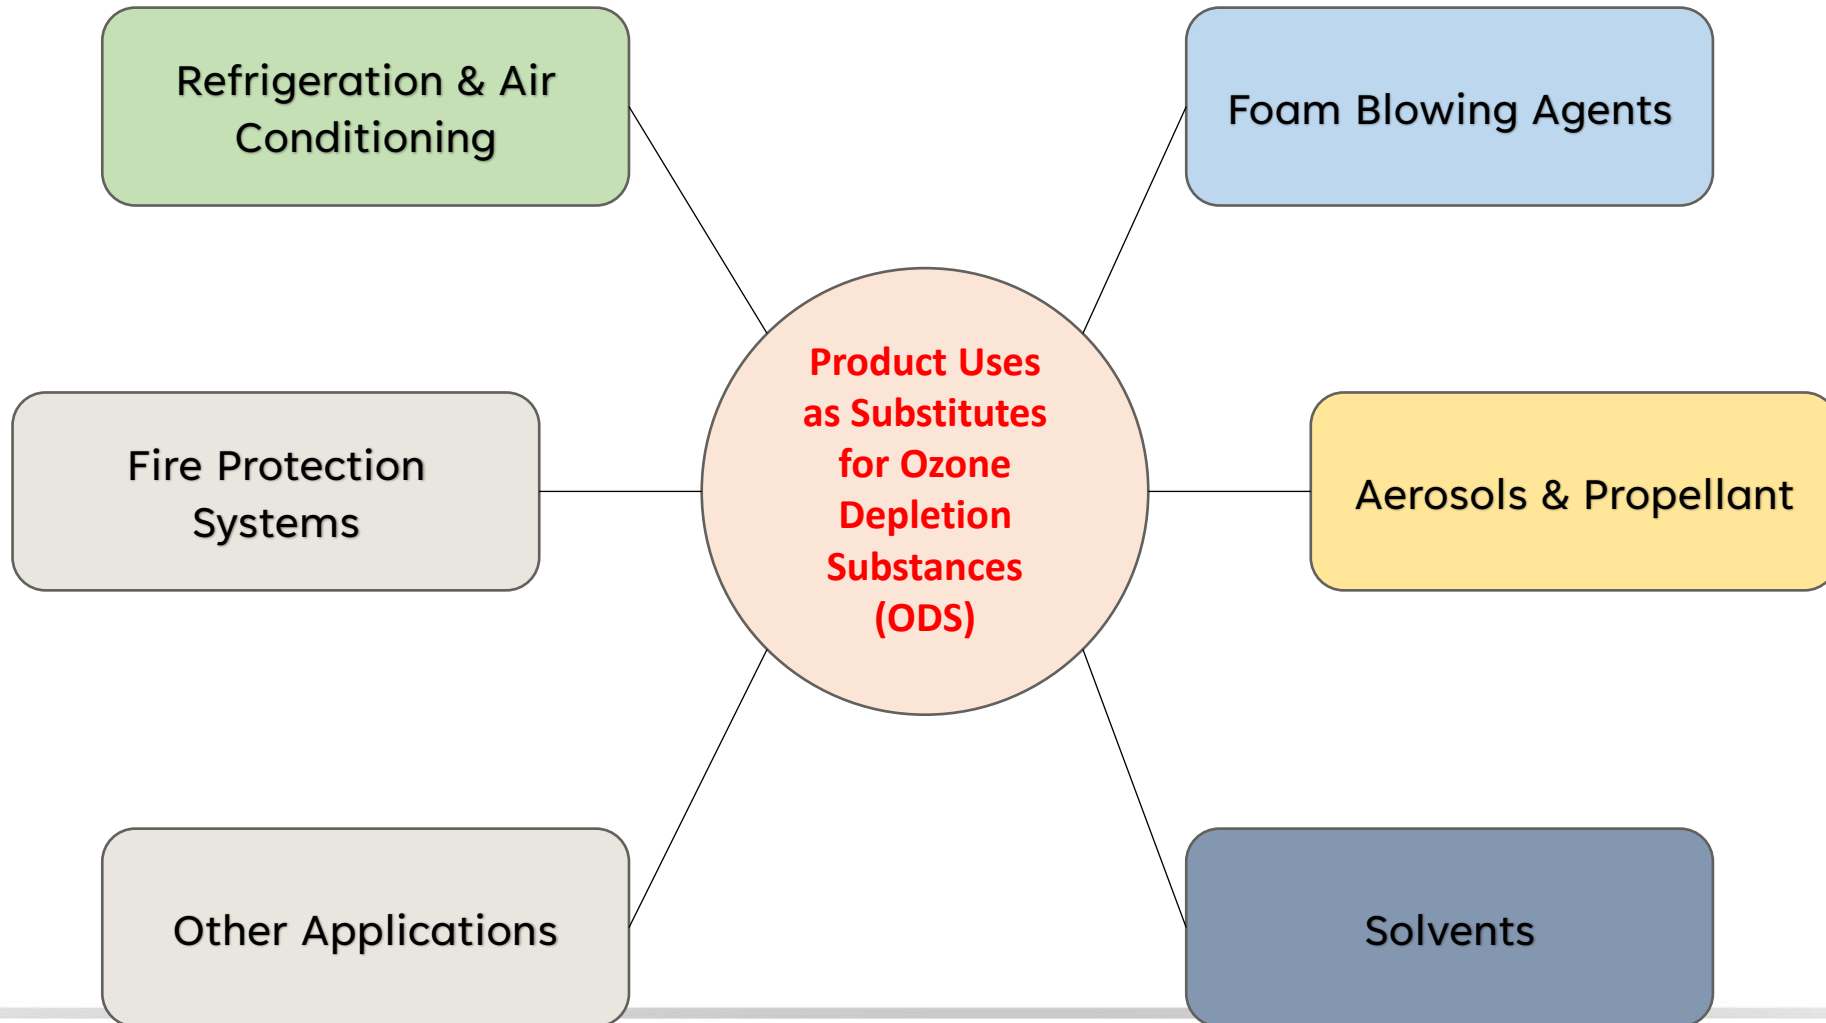 Refrigeration & Air
Conditioning
Foam Blowing Agents
Product Uses
as Substitutes
for Ozone
Depletion
Substances
(ODS)
Fire Protection
Systems
Aerosols & Propellant
Other Applications
Solvents